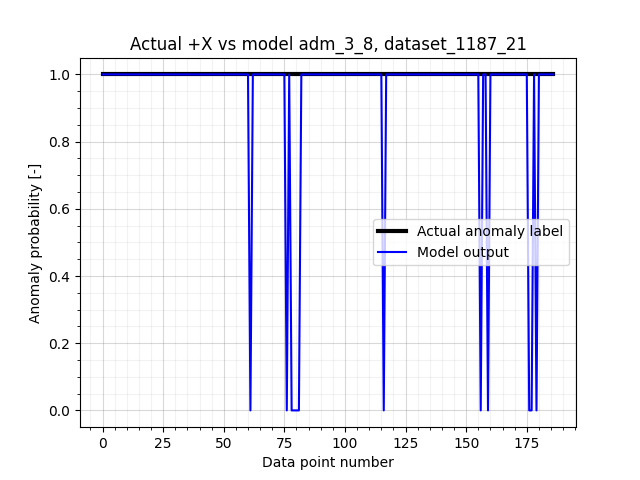 Actual +X vs model adm_3_8, dataset_1187_21
Anomaly probability [-]
1.0
0.8
0.6
0.4
0.2
0.0
Actual anomaly label
Model output
0 25 50 75 100 125 150 175
Data point number